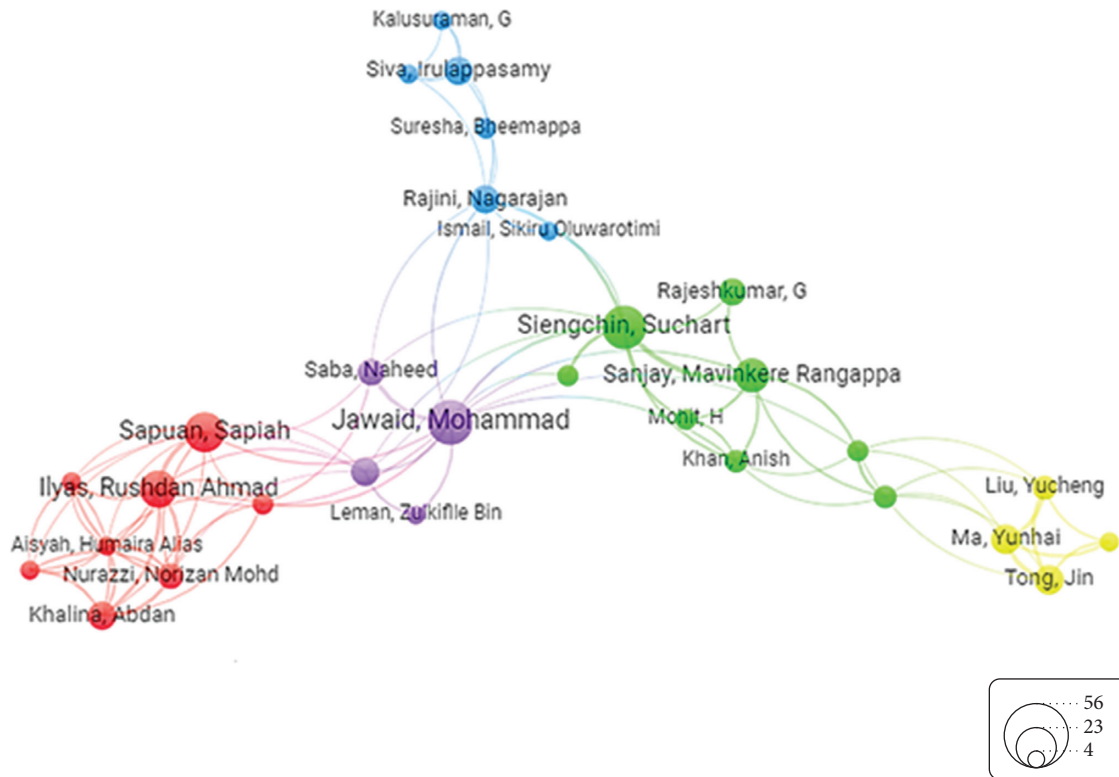 Kalusuraman, G
Siva, Irulappasamy
Suresha, Bheemappa
Rajini, Nagarajan
Ismail, Sikiru Oluwarotimi
Rajeshkumar, G
Siengchin, Suchart
Saba, Naheed
Sanjay, Mavinkere Rangappa
Jawaid, Mohammad
Mohit, H
Sapuan, Sapiah
Khan, Anish
Ilyas, Rushdan Ahmad
Liu, Yucheng
Leman, Zulkiflle Bin
Ma, Yunhai
Aisyah, Humaira Alias
Nurazzi, Norizan Mohd
Tong, Jin
Khalina, Abdan
56
23
4